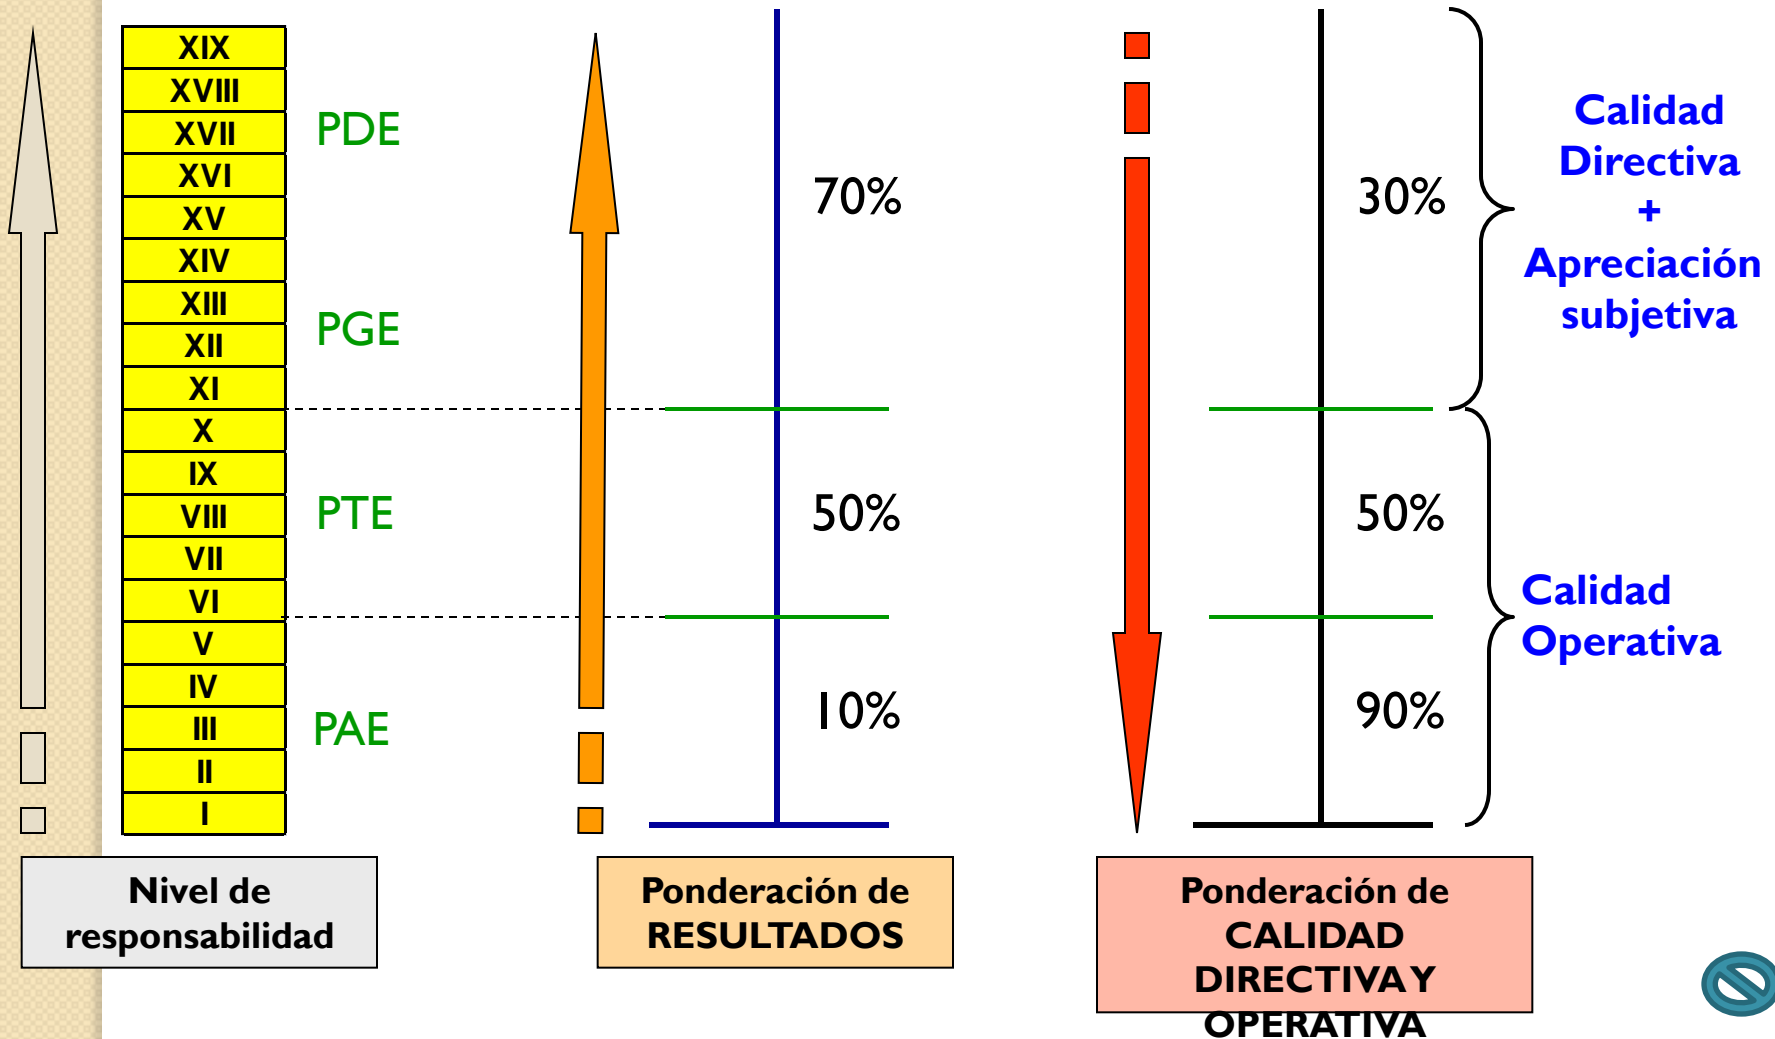 XIX
XVIII
XVII
XVI
XV
XIV
XIII
XII
XI
X
IX
VIII
VII
VI
V
IV
III
II
I
PDE
PGE
PTE
PAE
Nivel de
responsabilidad
70%
50%
10%
Ponderación de
RESULTADOS
30%
50%
90%
Ponderación de
CALIDAD
DIRECTIVA Y
OPERATIVA
Calidad
Directiva
+
Apreciación
subjetiva
Calidad
Operativa